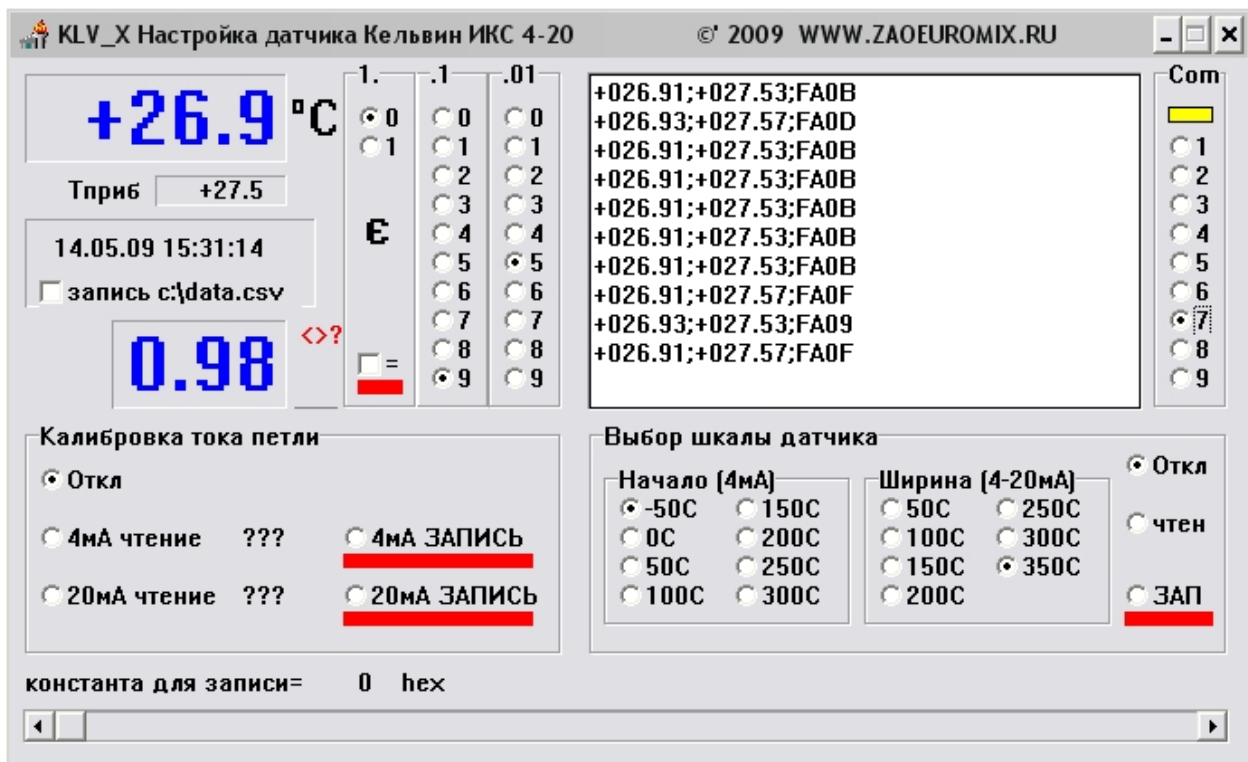 KLV_X Настройка датчика Кельвин ИКС 4-20 ©' 2009 WWW.ZAOEUROMIX.RU
+26.9 °C
Tприб +27.5
14.05.09 15:31:14
запись c:\data.csv
0.98 <>?
1. .1 .01
0 0 0
1 1 1
2 2
3 3
Є 4 4
5 5
6 6
7 7
8 8
= 9 9
+026.91;+027.53;FA0B
+026.93;+027.57;FA0D
+026.91;+027.53;FA0B
+026.91;+027.53;FA0B
+026.91;+027.53;FA0B
+026.91;+027.53;FA0B
+026.91;+027.53;FA0B
+026.91;+027.57;FA0F
+026.93;+027.53;FA09
+026.91;+027.57;FA0F
Com
1
2
3
4
5
6
7
8
9
Калибровка тока петли
Откл
4мА чтение ??? 4мА ЗАПИСЬ
20мА чтение ??? 20мА ЗАПИСЬ
Выбор шкалы датчика
Начало (4мА)
-50C 150C
0C 200C
50C 250C
100C 300C
Ширина (4-20мА)
50C 250C
100C 300C
150C 350C
200C
Откл
чтен
ЗАП
константа для записи= 0 hex